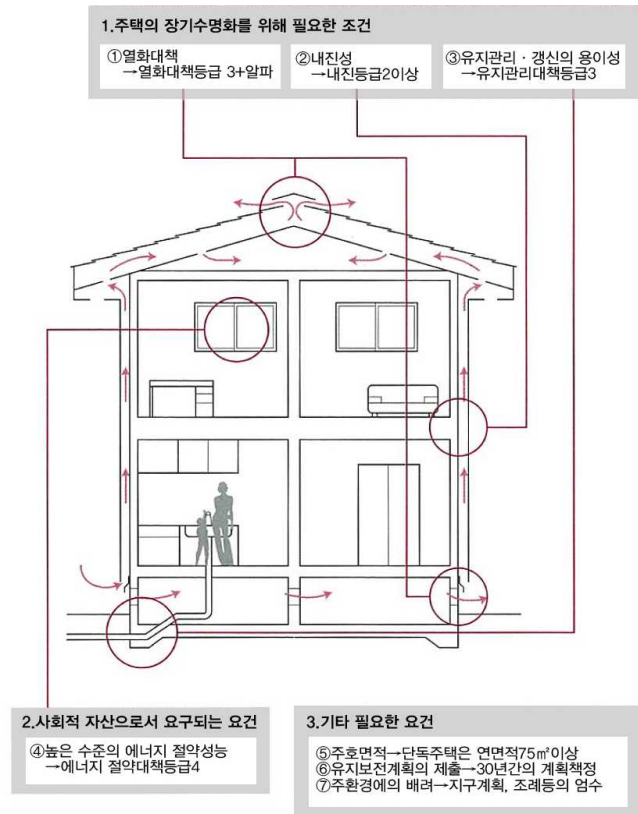 1.주택의 장기수명화를 위해 필요한 조건
①열화대책
→열화대책등급 3+알파
②내진성
→내진등급2이상
③유지관리 · 갱신의 용이성
→유지관리대책등급3
2.사회적 자산으로서 요구되는 요건
④높은 수준의 에너지 절약성능
→에너지 절약대책등급4
3.기타 필요한 요건
⑤주호면적→단독주택은 연면적75㎡이상
⑥유지보전계획의 제출→30년간의 계획책정
⑦주환경에의 배려→지구계획, 조례등의 엄수